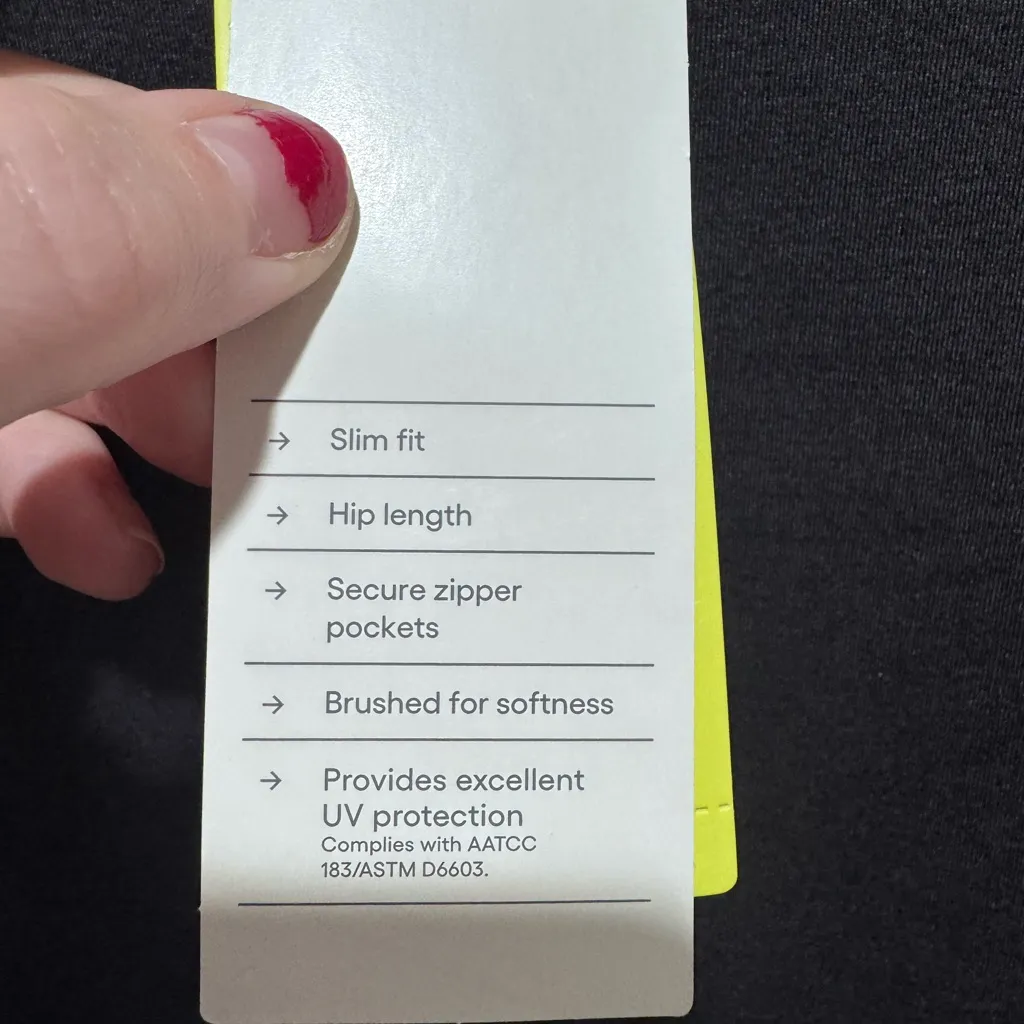 → Slim fit
→ Hip length
→ Secure zipper
pockets
→ Brushed for softness
→ Provides excellent
UV protection
Complies with AATCC
183/ASTM D6603.